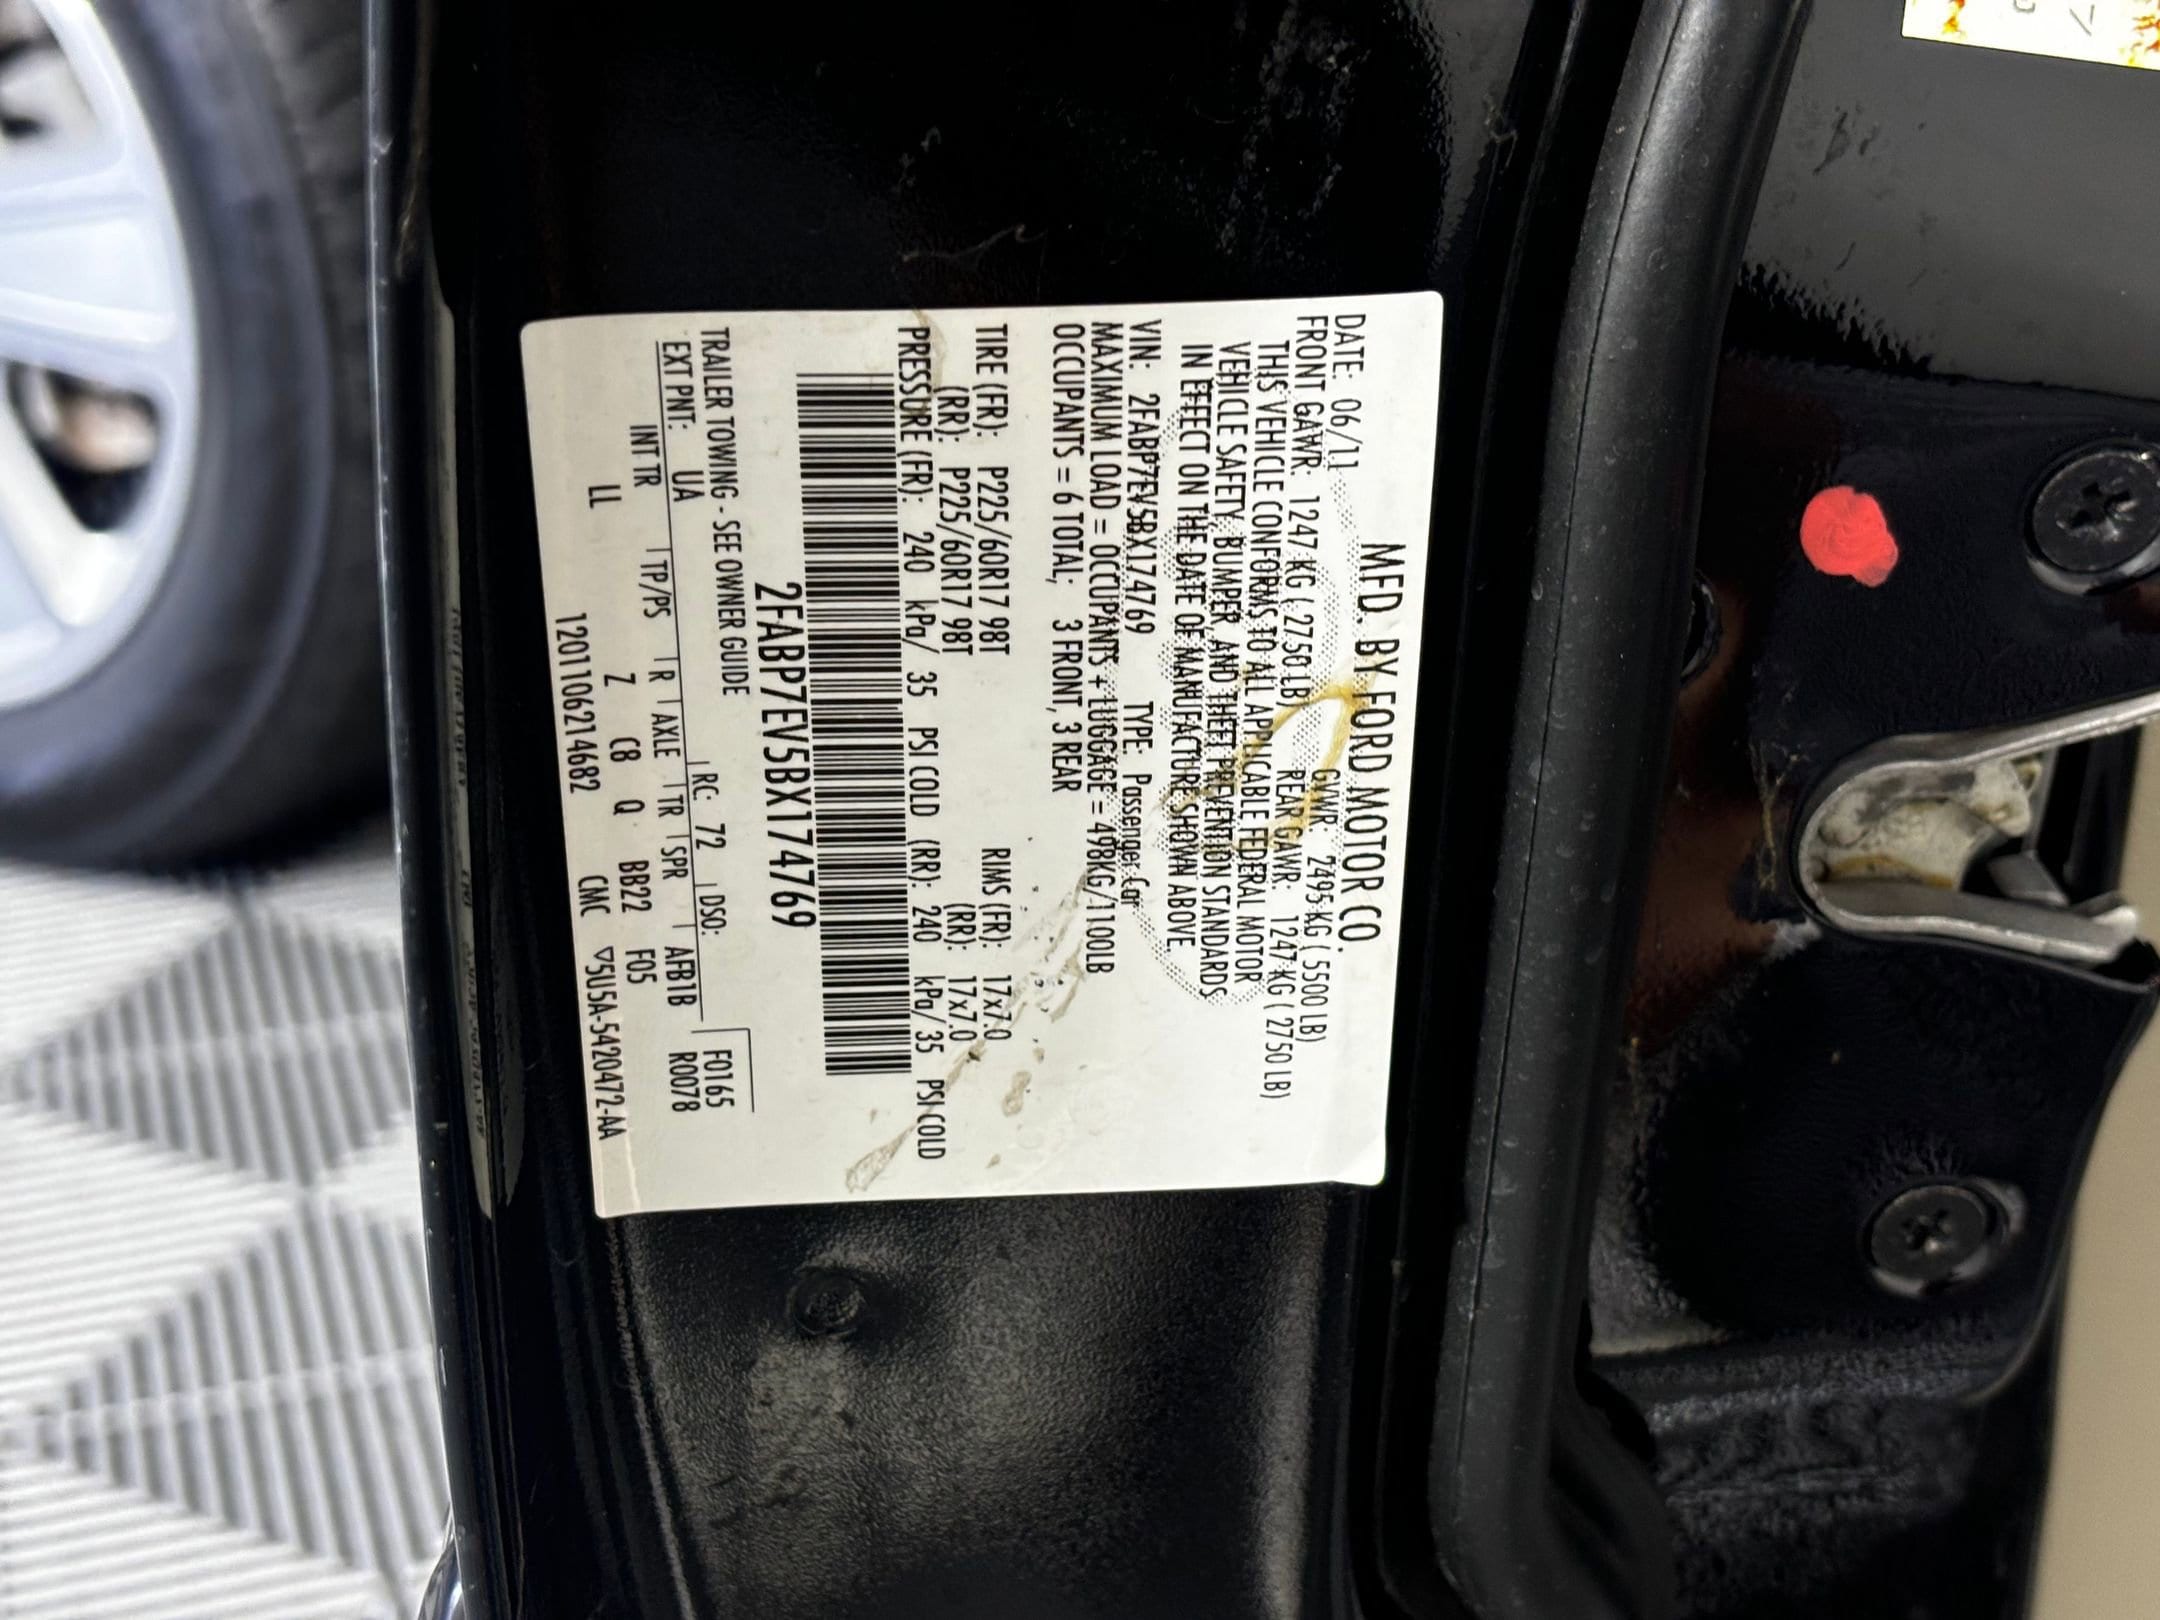 MFD. BY FORD MOTOR CO.
DATE: 06/11 GVWR: 2495 KG ( 5500 LB)
FRONT GAWR: 1247 KG ( 2750 LB) REAR GAWR: 1247 KG ( 2750 LB)
THIS VEHICLE CONFORMS TO ALL APPLICABLE FEDERAL MOTOR
VEHICLE SAFETY, BUMPER, AND THEFT PREVENTION STANDARDS
IN EFFECT ON THE DATE OF MANUFACTURE SHOWN ABOVE.
VIN: 2FABP7EV5BX174769 TYPE: Passenger Car
MAXIMUM LOAD = OCCUPANTS + LUGGAGE = 498KG/1100LB
OCCUPANTS = 6 TOTAL; 3 FRONT, 3 REAR
TIRE (FR): P225/60R17 98T RIMS (FR): 17x7.0
(RR): P225/60R17 98T (RR): 17x7.0
PRESSURE (FR): 240 kPa/ 35 PSI COLD (RR): 240 kPa/ 35 PSI COLD
2FABP7EV5BX174769
TRAILER TOWING - SEE OWNER GUIDE
F0165
EXT PNT: UA RC: 72 DSO: R0078
INT TR TP/PS R AXLE TR SPR AFB1B
LL Z C8 Q BB22 F05
1201106214682 CMC ▽5U5A-5420472-AA